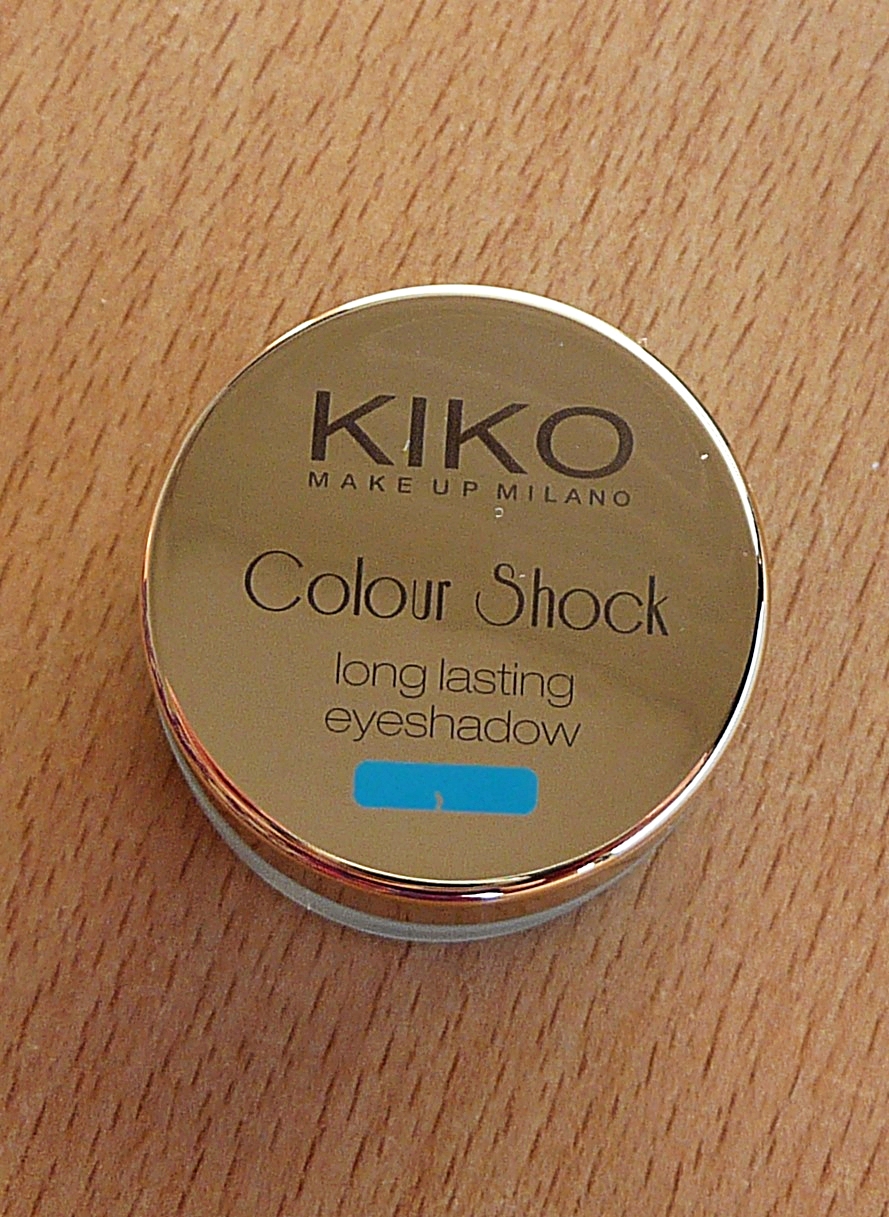 KIKO
MAKE UP MILANO
Colour Shock
long lasting
eyeshadow